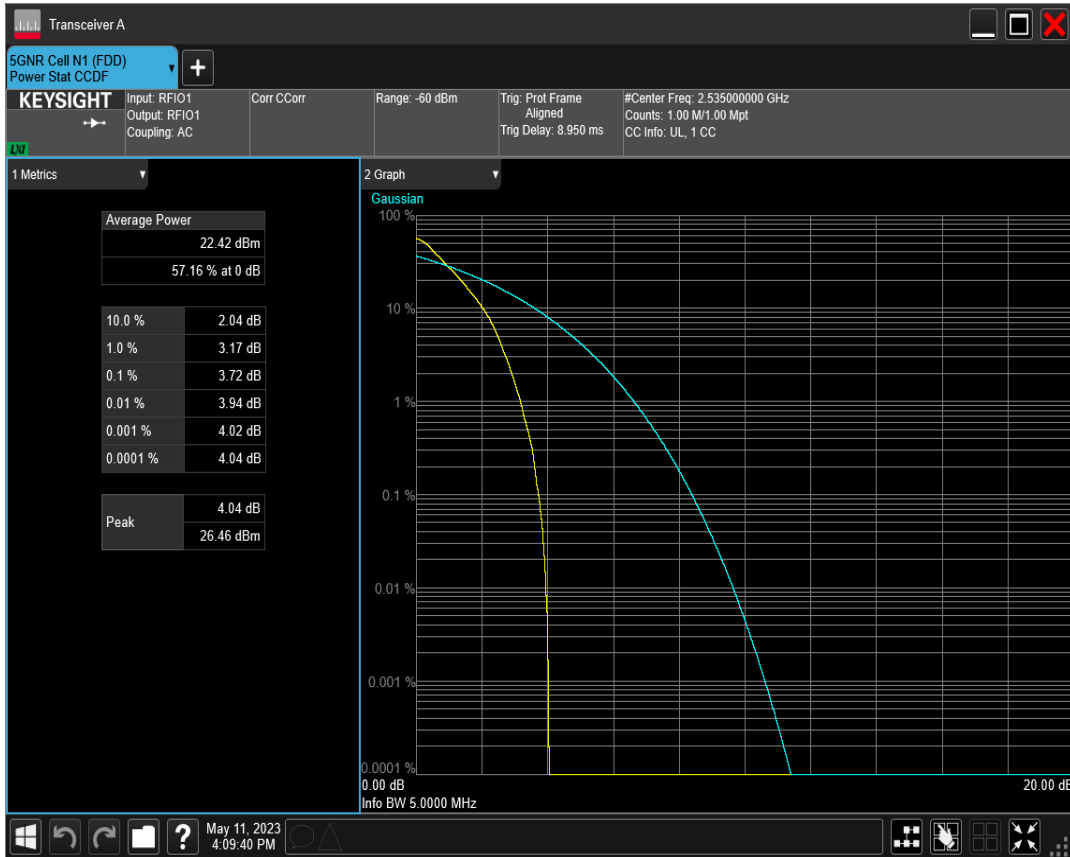 Transceiver A
5GNR Cell N1 (FDD)
Power Stat CCDF
+
KEYSIGHT
LXI
Input: RFIO1
Output: RFIO1
Coupling: AC
Corr CCorr
Range: -60 dBm
Trig: Prot Frame
Aligned
Trig Delay: 8.950 ms
#Center Freq: 2.535000000 GHz
Counts: 1.00 M/1.00 Mpt
CC Info: UL, 1 CC
1 Metrics
Average Power
22.42 dBm
57.16 % at 0 dB
10.0 % 2.04 dB
1.0 % 3.17 dB
0.1 % 3.72 dB
0.01 % 3.94 dB
0.001 % 4.02 dB
0.0001 % 4.04 dB
Peak
4.04 dB
26.46 dBm
2 Graph
Gaussian
100 %
10 %
1 %
0.1 %
0.01 %
0.001 %
0.0001 %
0.00 dB 20.00 dB
Info BW 5.0000 MHz
?
May 11, 2023
4:09:40 PM